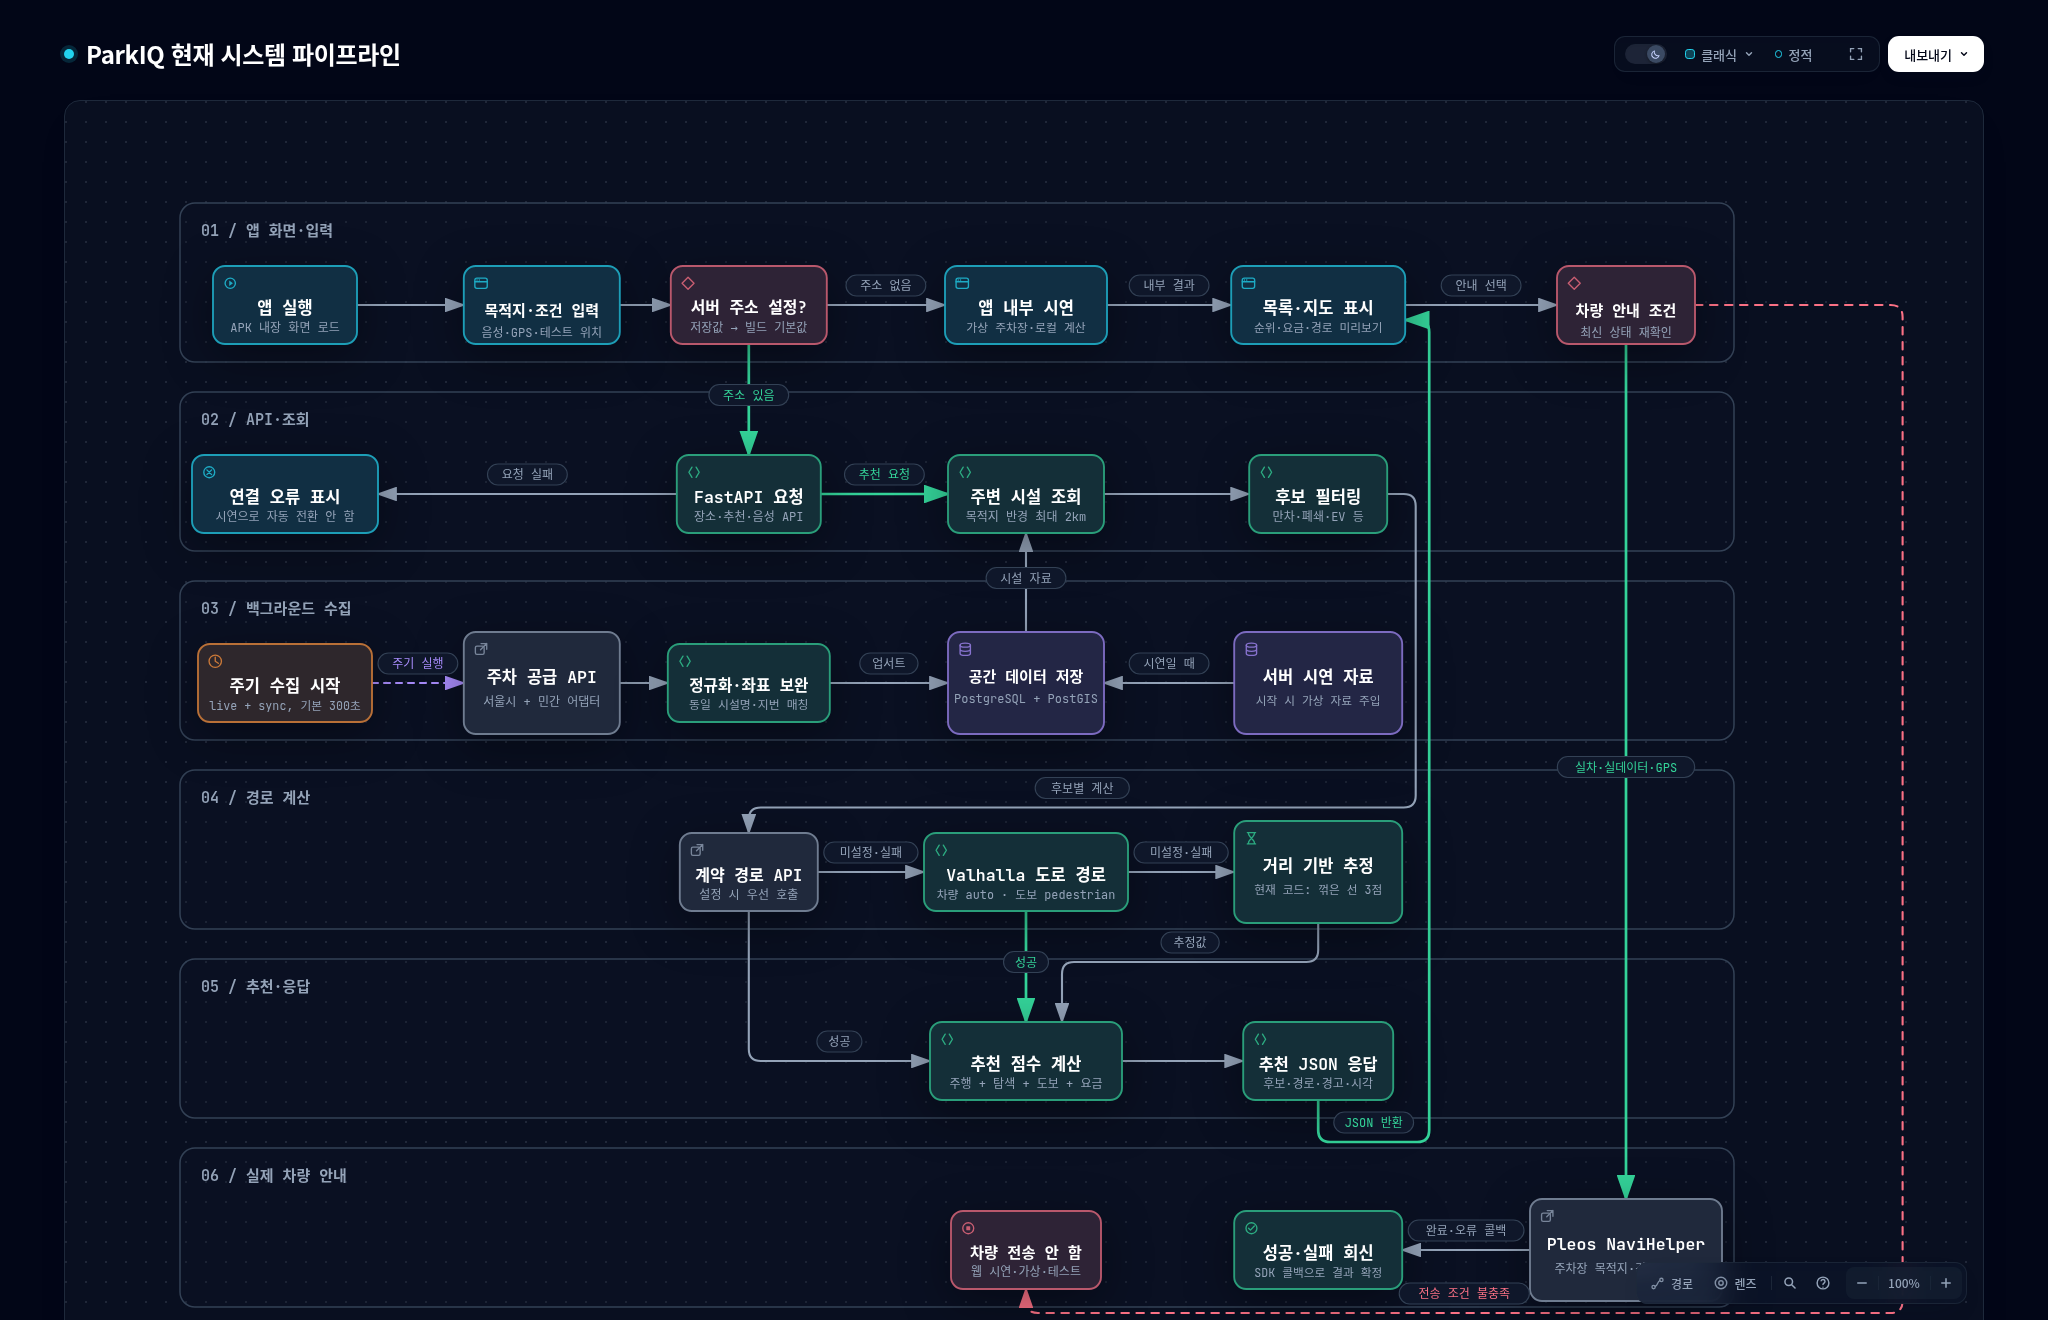 ParkIQ 현재 시스템 파이프라인
클래식
정적
내보내기
01 / 앱 화면·입력
앱 실행
APK 내장 화면 로드
목적지·조건 입력
음성·GPS·테스트 위치
서버 주소 설정?
저장값 → 빌드 기본값
주소 없음
앱 내부 시연
가상 주차장·로컬 계산
내부 결과
목록·지도 표시
순위·요금·경로 미리보기
안내 선택
차량 안내 조건
최신 상태 재확인
주소 있음
02 / API·조회
연결 오류 표시
시연으로 자동 전환 안 함
요청 실패
FastAPI 요청
장소·추천·음성 API
추천 요청
주변 시설 조회
목적지 반경 최대 2km
후보 필터링
만차·폐쇄·EV 등
시설 자료
03 / 백그라운드 수집
주기 수집 시작
live + sync, 기본 300초
주기 실행
주차 공급 API
서울시 + 민간 어댑터
정규화·좌표 보완
동일 시설명·지번 매칭
업서트
공간 데이터 저장
PostgreSQL + PostGIS
시연일 때
서버 시연 자료
시작 시 가상 자료 주입
실차·실데이터·GPS
04 / 경로 계산
후보별 계산
계약 경로 API
설정 시 우선 호출
미설정·실패
Valhalla 도로 경로
차량 auto · 도보 pedestrian
미설정·실패
거리 기반 추정
현재 코드: 꺾은 선 3점
추정값
성공
05 / 추천·응답
성공
추천 점수 계산
주행 + 탐색 + 도보 + 요금
추천 JSON 응답
후보·경로·경고·시각
JSON 반환
06 / 실제 차량 안내
차량 전송 안 함
웹 시연·가상·테스트
성공·실패 회신
SDK 콜백으로 결과 확정
완료·오류 콜백
Pleos NaviHelper
주차장 목적지·
전송 조건 불충족
경로
렌즈
100%